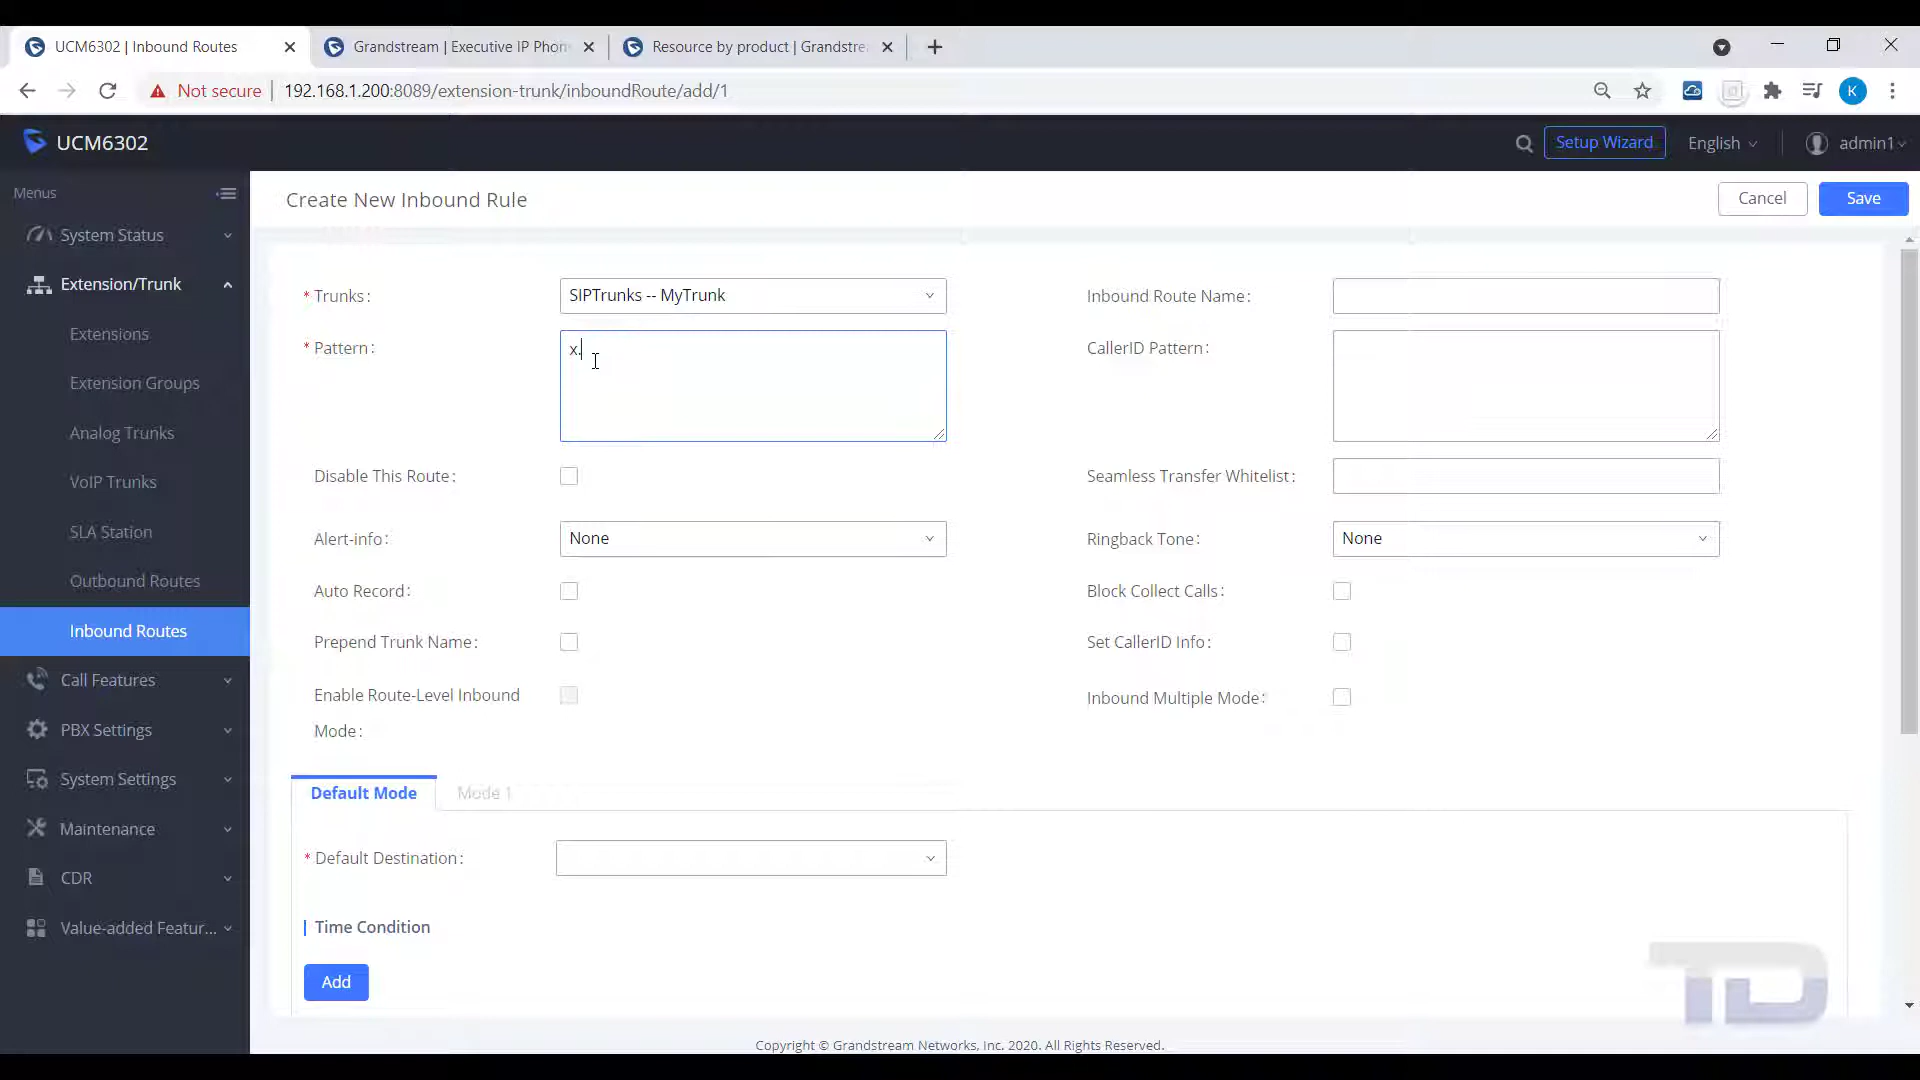 UCM6302 | Inbound Routes
Grandstream | Executive IP Phon
Resource by product | Grandstre
Not secure
192.168.1.200:8089/extension-trunk/inboundRoute/add/1
K
UCM6302
Setup Wizard
English
admin1
Menus
System Status
Extension/Trunk
Extensions
Extension Groups
Analog Trunks
VoIP Trunks
SLA Station
Outbound Routes
Inbound Routes
Call Features
PBX Settings
System Settings
Maintenance
CDR
Value-added Featur...
Create New Inbound Rule
Cancel
Save
* Trunks:
SIPTrunks -- MyTrunk
Inbound Route Name:
* Pattern:
x.
CallerID Pattern:
Disable This Route:
Seamless Transfer Whitelist:
Alert-info:
None
Ringback Tone:
None
Auto Record:
Block Collect Calls:
Prepend Trunk Name:
Set CallerID Info:
Enable Route-Level Inbound
Mode:
Inbound Multiple Mode:
Default Mode
Mode 1
* Default Destination:
Time Condition
Add
TD
Copyright © Grandstream Networks, Inc. 2020. All Rights Reserved.